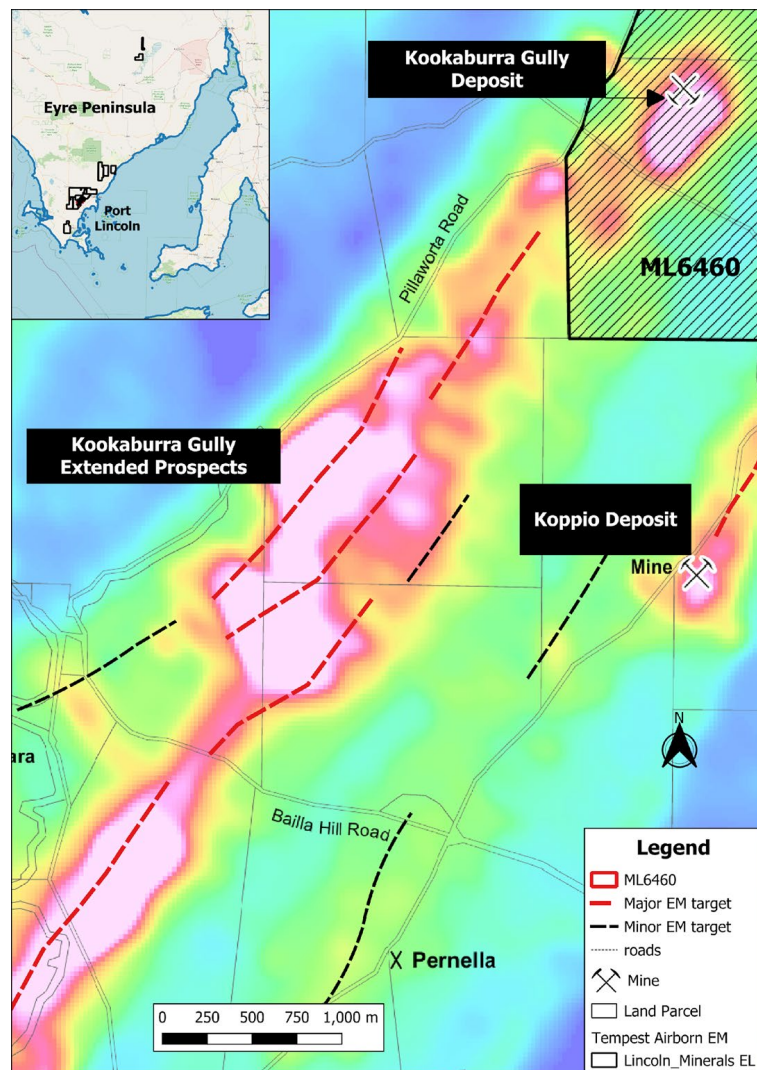 Eyre Peninsula
Port
Lincoln
Kookaburra Gully
Deposit
Pillaworta Road
ML6460
Kookaburra Gully
Extended Prospects
Koppio Deposit
Mine
ara
N
Bailla Hill Road
Pernella
0 250 500 750 1,000 m
Legend
ML6460
Major EM target
Minor EM target
roads
Mine
Land Parcel
Tempest Airborn EM
Lincoln_Minerals EL